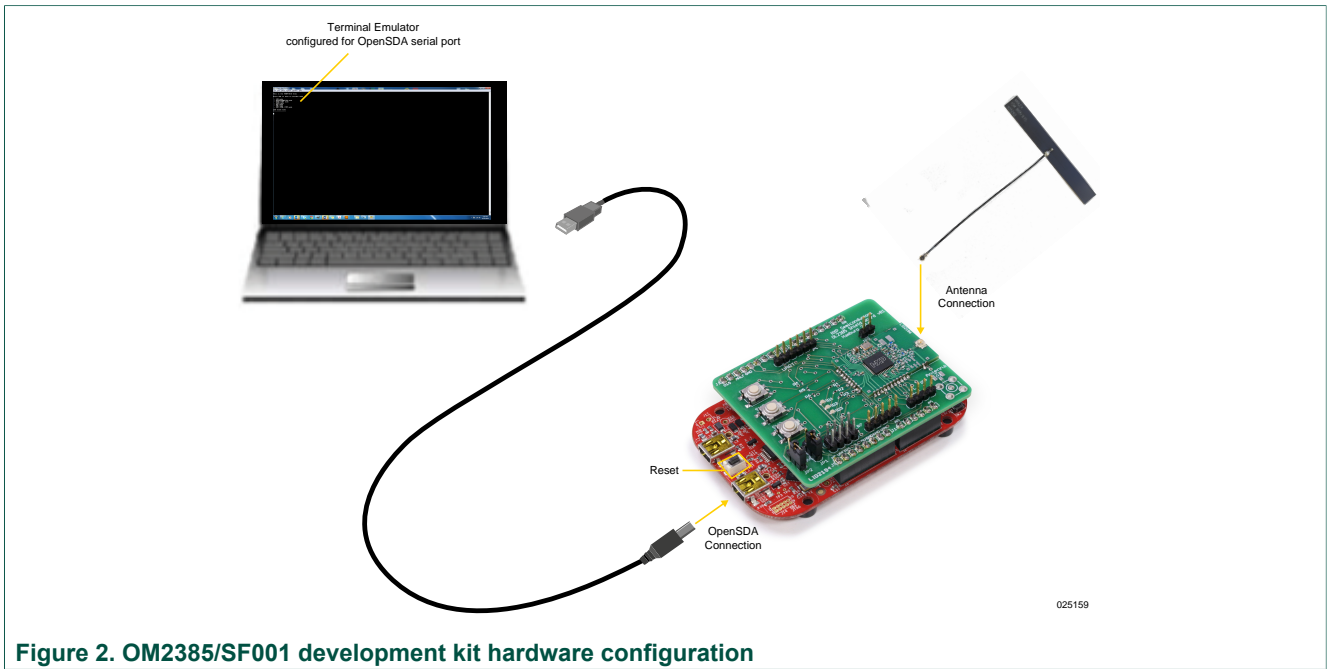 Terminal Emulator
configured for OpenSDA serial port
Antenna
Connection
Reset
OpenSDA
Connection
025159
Figure 2. OM2385/SF001 development kit hardware configuration